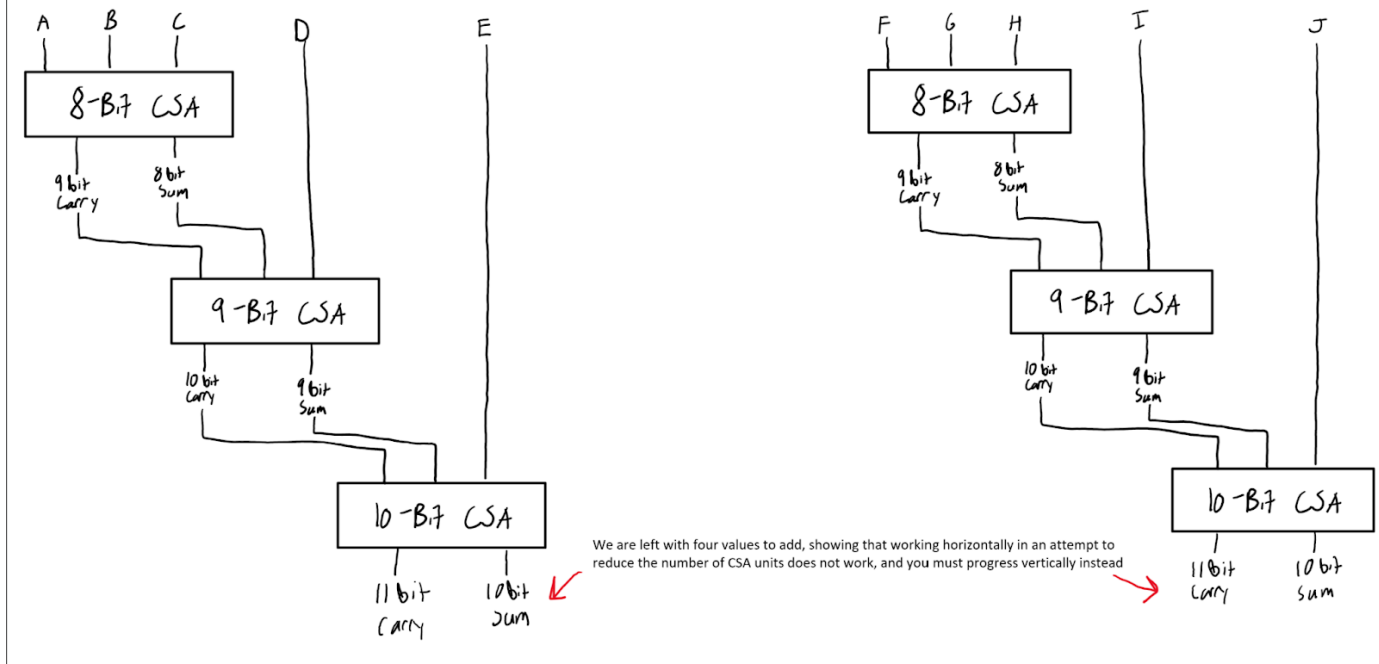 A B C D E
F G H I J
8-Bit CSA
8-Bit CSA
9 bit
Carry
8 bit
Sum
9 bit
Carry
8 bit
Sum
9-Bit CSA
9-Bit CSA
10 bit
Carry
9 bit
Sum
10 bit
Carry
9 bit
Sum
10-Bit CSA
10-Bit CSA
We are left with four values to add, showing that working horizontally in an attempt to
reduce the number of CSA units does not work, and you must progress vertically instead
11 bit
Carry
10 bit
Sum
11 bit
Carry
10 bit
Sum